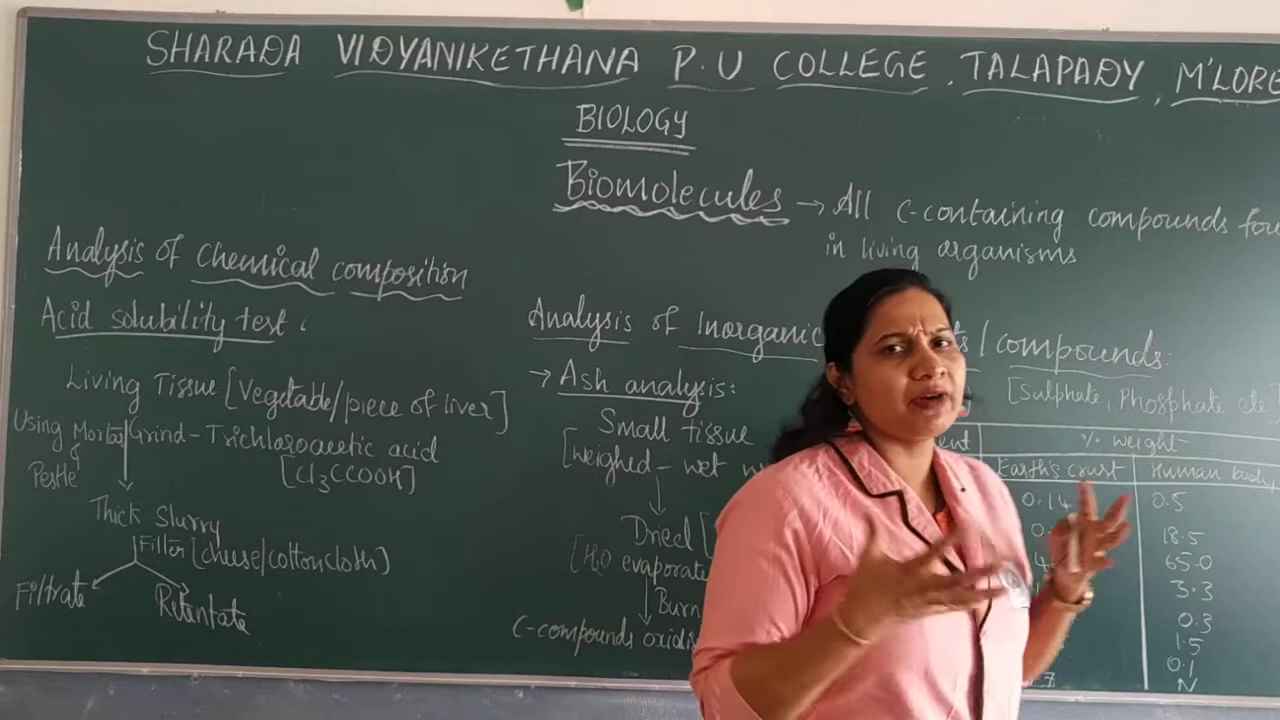 SHARADA VIDYANIKETHANA P.U COLLEGE, TALAPADY, M'LORE
BIOLOGY
Biomolecules → All C-containing compounds
in living organisms
Analysis of Chemical composition
Acid solubility test:
Living Tissue [Vegetable/piece of liver]
Using Mortar & Pestle
Grind - Trichloroacetic acid
[Cl3CCOOH]
Thick slurry
Filter [cheese/cotton cloth]
Filtrate
Retentate
Analysis of Inorganic / compounds:
→ Ash analysis:
Small tissue
[weighed - wet
Dried [
[H2O evaporate
Burn
C-compounds
[Sulphate, Phosphate etc]
% weight
Earth's crust Human body
0.14 0.5
18.5
65.0
3.3
0.3
1.5
0.1
N